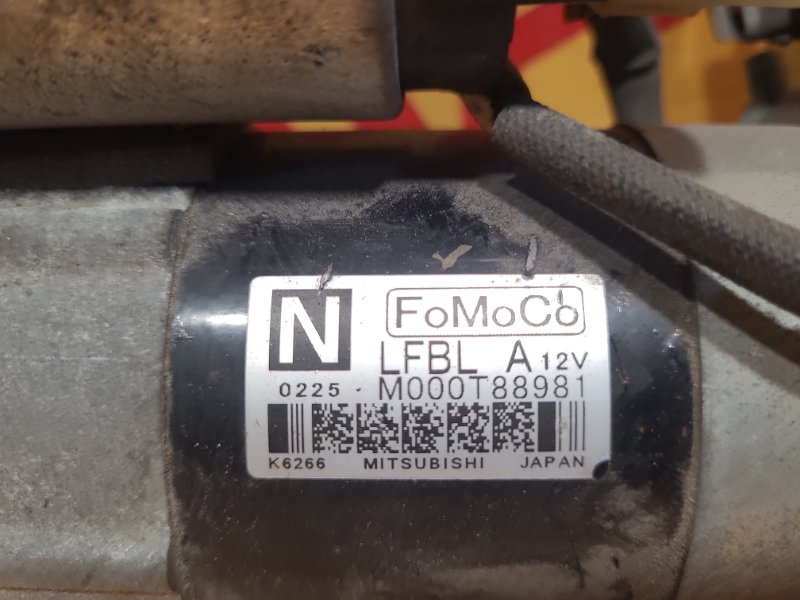 N FoMoCo
LFBL A 12V
0225 M000T88981
K6266 MITSUBISHI JAPAN